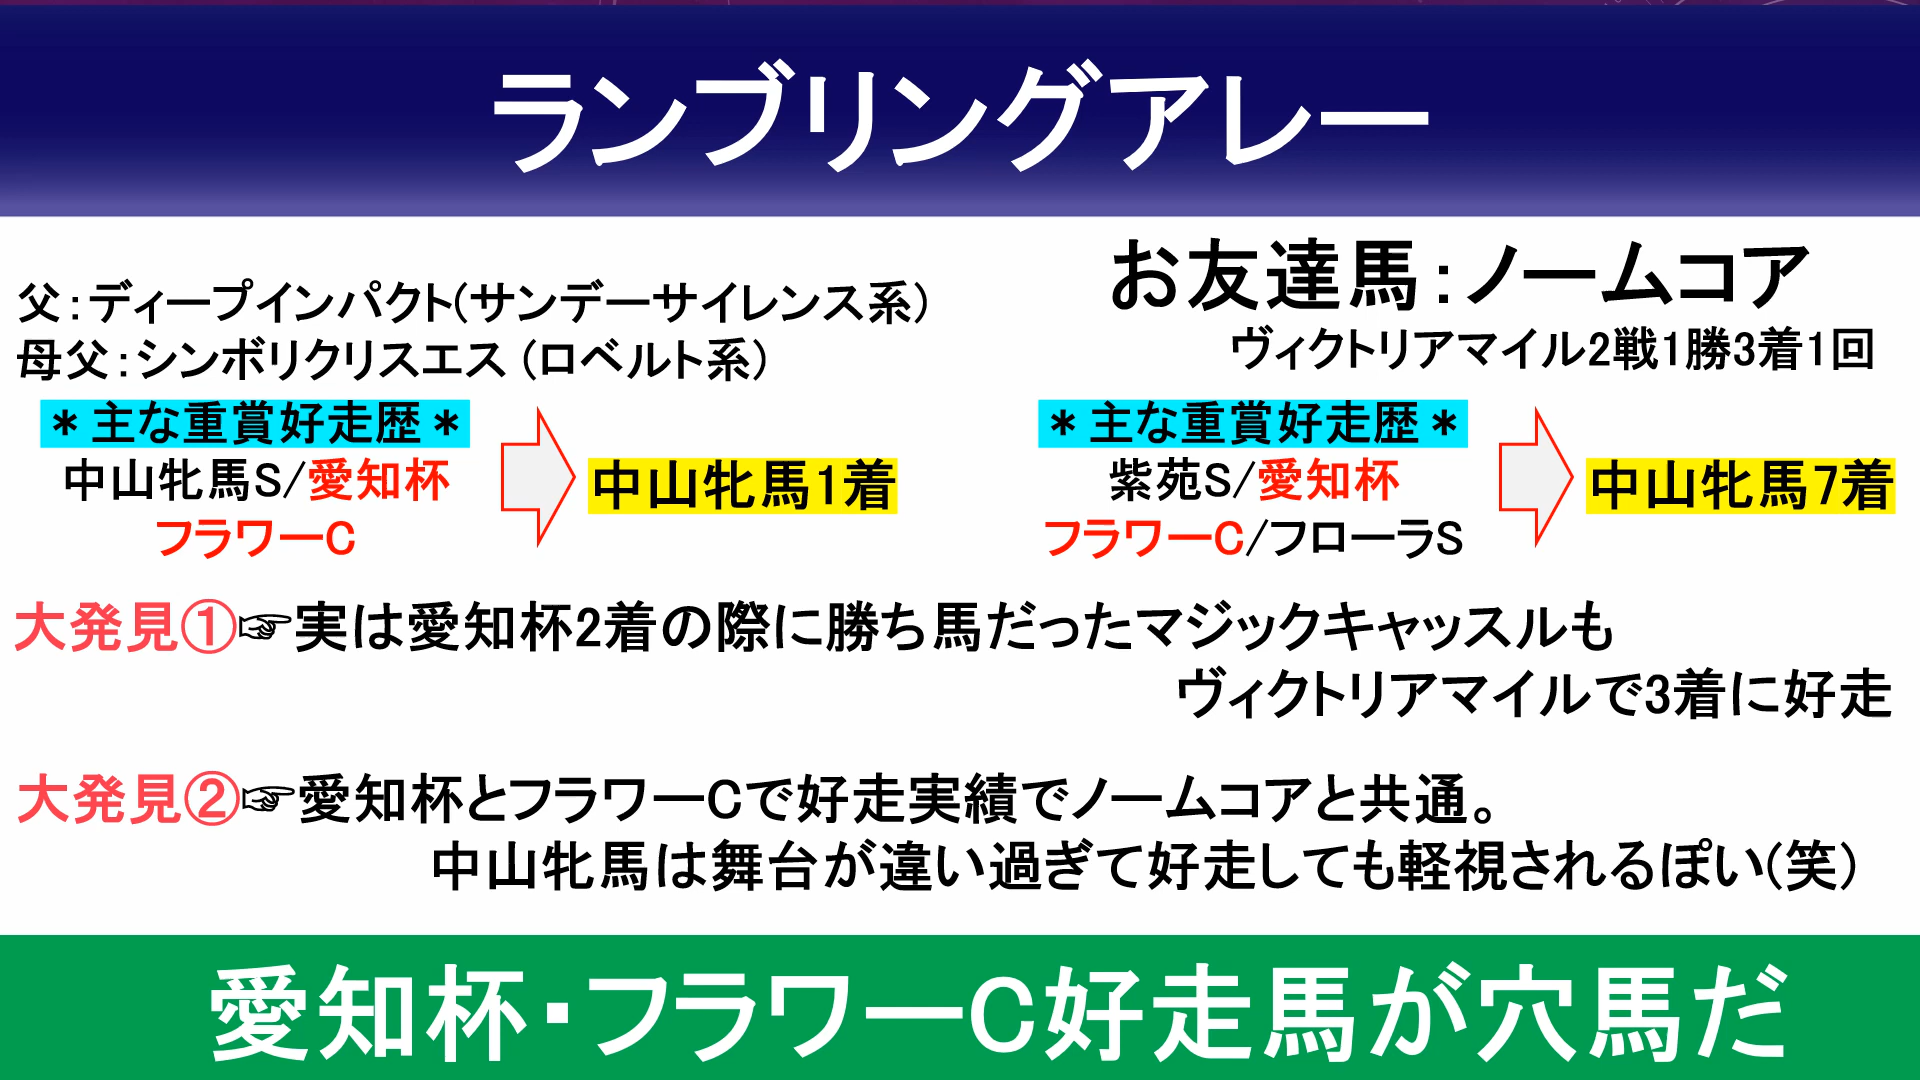 ランブリングアレー
父：ディープインパクト(サンデーサイレンス系)
母父：シンボリクリスエス (ロベルト系)
＊主な重賞好走歴＊
中山牝馬S/愛知杯
フラワーC
中山牝馬1着
お友達馬：ノームコア
ヴィクトリアマイル2戦1勝3着1回
＊主な重賞好走歴＊
紫苑S/愛知杯
フラワーC/フローラS
中山牝馬7着
大発見①☞実は愛知杯2着の際に勝ち馬だったマジックキャッスルも
ヴィクトリアマイルで3着に好走
大発見②☞愛知杯とフラワーCで好走実績でノームコアと共通。
中山牝馬は舞台が違い過ぎて好走しても軽視されるぽい(笑)
愛知杯・フラワーC好走馬が穴馬だ